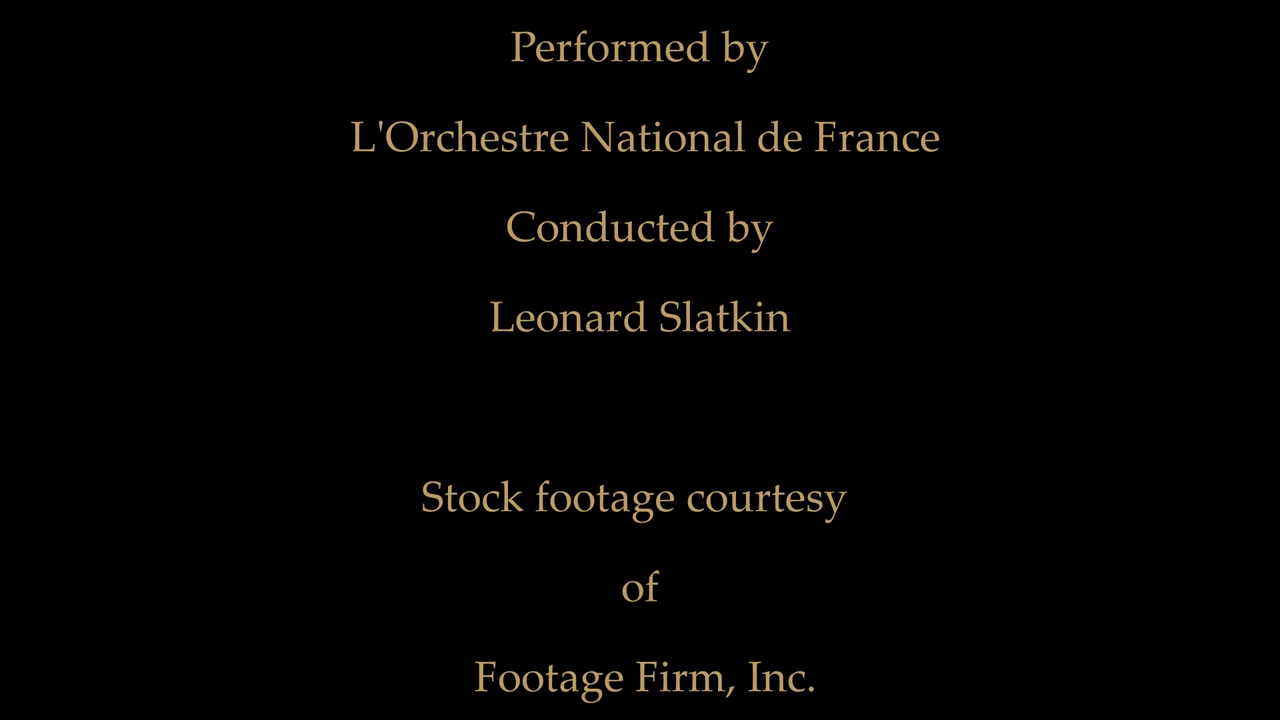 Performed by
L'Orchestre National de France
Conducted by
Leonard Slatkin
Stock footage courtesy
of
Footage Firm, Inc.